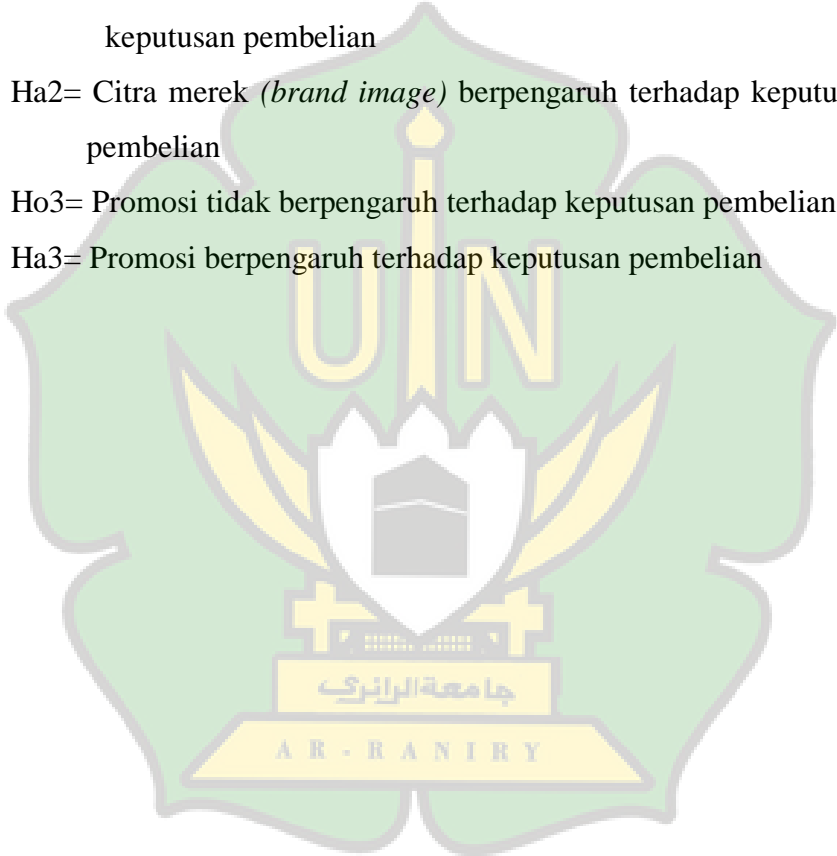 keputusan pembelian
Ha2= Citra merek (brand image) berpengaruh terhadap keputu
pembelian
Ho3= Promosi tidak berpengaruh terhadap keputusan pembelian
Ha3= Promosi berpengaruh terhadap keputusan pembelian
UIN
جامعة الرانري
AR - RANIRY